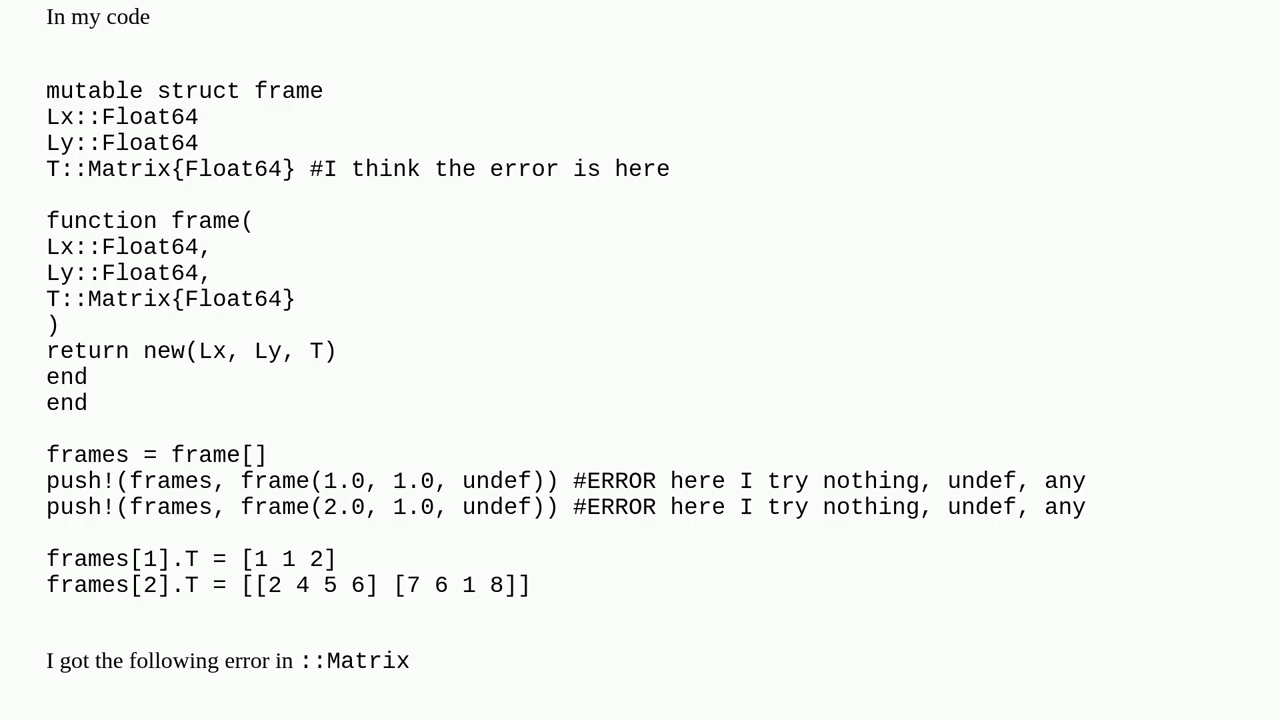 In my code
mutable struct frame
Lx::Float64
Ly::Float64
T::Matrix{Float64} #I think the error is here
function frame(
Lx::Float64,
Ly::Float64,
T::Matrix{Float64}
)
return new(Lx, Ly, T)
end
end
frames = frame[]
push!(frames, frame(1.0, 1.0, undef)) #ERROR here I try nothing, undef, any
push!(frames, frame(2.0, 1.0, undef)) #ERROR here I try nothing, undef, any
frames[1].T = [1 1 2]
frames[2].T = [[2 4 5 6] [7 6 1 8]]
I got the following error in ::Matrix